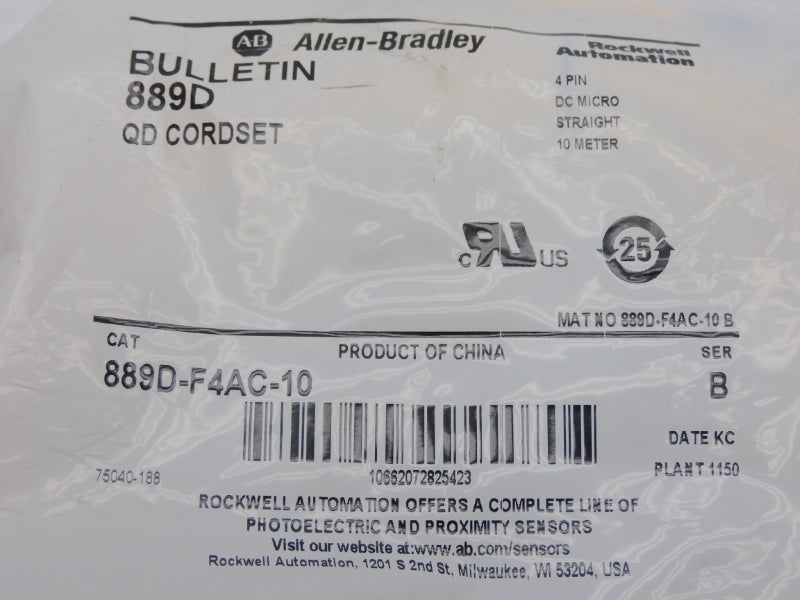 AB Allen-Bradley
Rockwell Automation
BULLETIN
889D
QD CORDSET
4 PIN
DC MICRO
STRAIGHT
10 METER
c RU US
25
MAT NO 889D-F4AC-10 B
CAT
PRODUCT OF CHINA
SER
889D-F4AC-10
B
DATE KC
75040-188
10662072825423
PLANT 1150
ROCKWELL AUTOMATION OFFERS A COMPLETE LINE OF
PHOTOELECTRIC AND PROXIMITY SENSORS
Visit our website at:www.ab.com/sensors
Rockwell Automation, 1201 S 2nd St, Milwaukee, WI 53204, USA